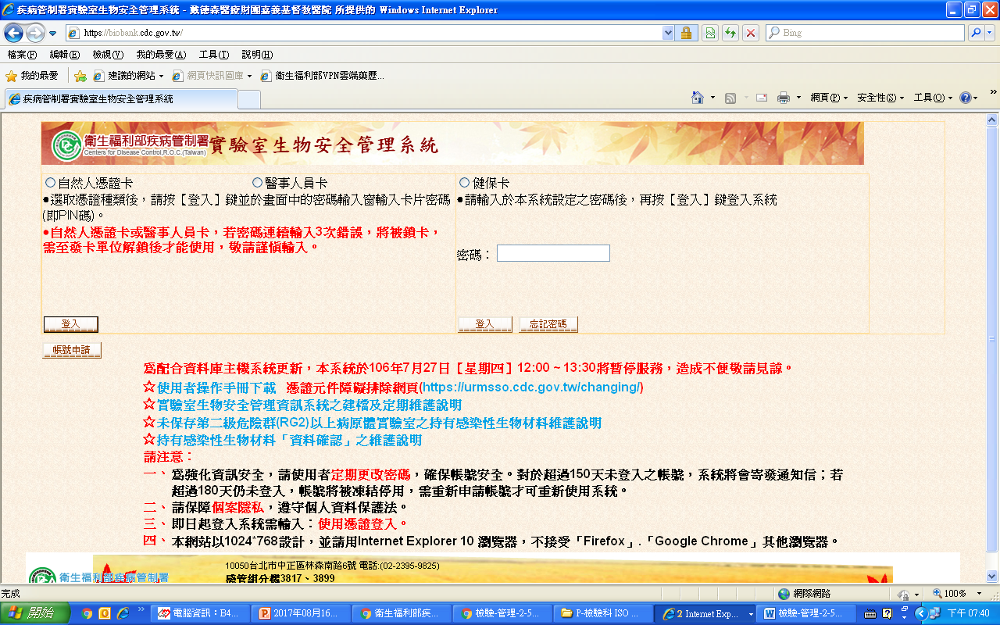 疾病管制署實驗室生物安全管理系統 - 戴德森醫療財團嘉義基督教醫院 所提供的 Windows Internet Explorer
https://biobank.cdc.gov.tw/
Bing
檔案(F) 編輯(E) 檢視(V) 我的最愛(A) 工具(T) 說明(H)
我的最愛 建議的網站 網頁快訊圖庫 衛生福利部VPN雲端藥歷...
疾病管制署實驗室生物安全管理系統 網頁(P) 安全性(S) 工具(O) »
衛生福利部疾病管制署實驗室生物安全管理系統
Centers for Disease Control,R.O.C.(Taiwan)
自然人憑證卡 醫事人員卡 健保卡
●選取憑證種類後，請按【登入】鍵並於畫面中的密碼輸入窗輸入卡片密碼(即PIN碼)。
●請輸入於本系統設定之密碼後，再按【登入】鍵登入系統
●自然人憑證卡或醫事人員卡，若密碼連續輸入3次錯誤，將被鎖卡，
需至發卡單位解鎖後才能使用，敬請謹慎輸入。
密碼：
登入 登入 忘記密碼
帳號申請
為配合資料庫主機系統更新，本系統於106年7月27日【星期四】12:00 ~ 13:30將暫停服務，造成不便敬請見諒。
☆使用者操作手冊下載 憑證元件障礙排除網頁(https://urmsso.cdc.gov.tw/changing/)
☆實驗室生物安全管理資訊系統之建檔及定期維護說明
☆未保存第二級危險群(RG2)以上病原體實驗室之持有感染性生物材料維護說明
☆持有感染性生物材料「資料確認」之維護說明
請注意：
一、為強化資訊安全，請使用者定期更改密碼，確保帳號安全。對於超過150天未登入之帳號，系統將會寄發通知信；若
超過180天仍未登入，帳號將被凍結停用，需重新申請帳號才可重新使用系統。
二、請保障個案隱私，遵守個人資料保護法。
三、即日起登入系統需輸入：使用憑證登入。
四、本網站以1024*768設計，並請用Internet Explorer 10 瀏覽器，不接受「Firefox」.「Google Chrome」其他瀏覽器。
10050台北市中正區林森南路6號 電話:(02-2395-9825)
衛生福利部疾病管制署
感管組分機3817、3899
完成 網際網路 100%
開始 » 電腦資訊：B4... 2017年08月16... 衛生福利部疾... 檢驗-管理-2-5... P-檢驗科 ISO ... 2 Internet Exp... 檢驗-管理-2-5... 下午 07:40